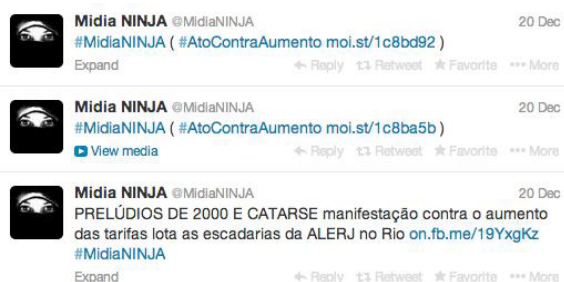 Midia NINJA @MidiaNINJA 20 Dec
#MidiaNINJA ( #AtoContraAumento moi.st/1c8bd92 )
Expand Reply Retweet Favorite More
Midia NINJA @MidiaNINJA 20 Dec
#MidiaNINJA ( #AtoContraAumento moi.st/1c8ba5b )
View media Reply Retweet Favorite More
Midia NINJA @MidiaNINJA 20 Dec
PRELÚDIOS DE 2000 E CATARSE manifestação contra o aumento
das tarifas lota as escadarias da ALERJ no Rio on.fb.me/19YxgKz
#MidiaNINJA
Expand Reply Retweet Favorite More